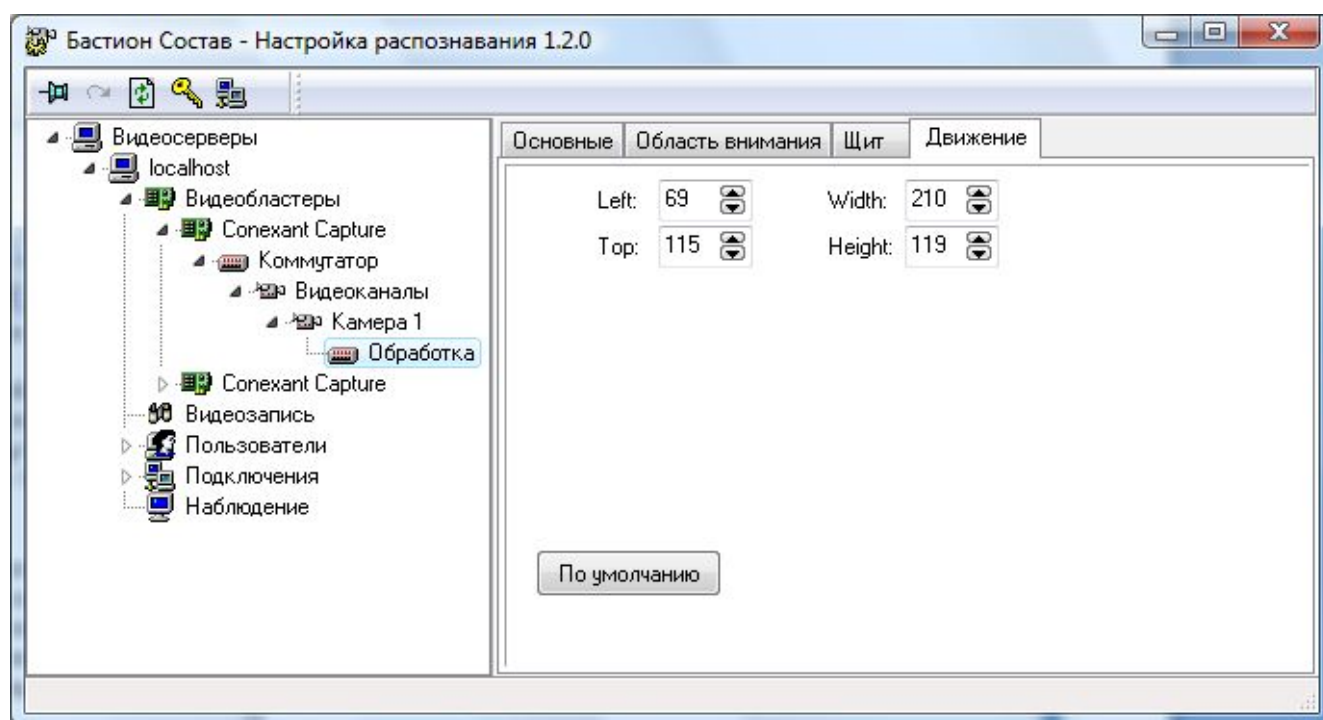 Бастион Состав - Настройка распознавания 1.2.0
Видеосерверы
localhost
Видеобластеры
Conexant Capture
Коммутатор
Видеоканалы
Камера 1
Обработка
Conexant Capture
Видеозапись
Пользователи
Подключения
Наблюдение
Основные Область внимания Щит Движение
Left: 69 Width: 210
Top: 115 Height: 119
По умолчанию